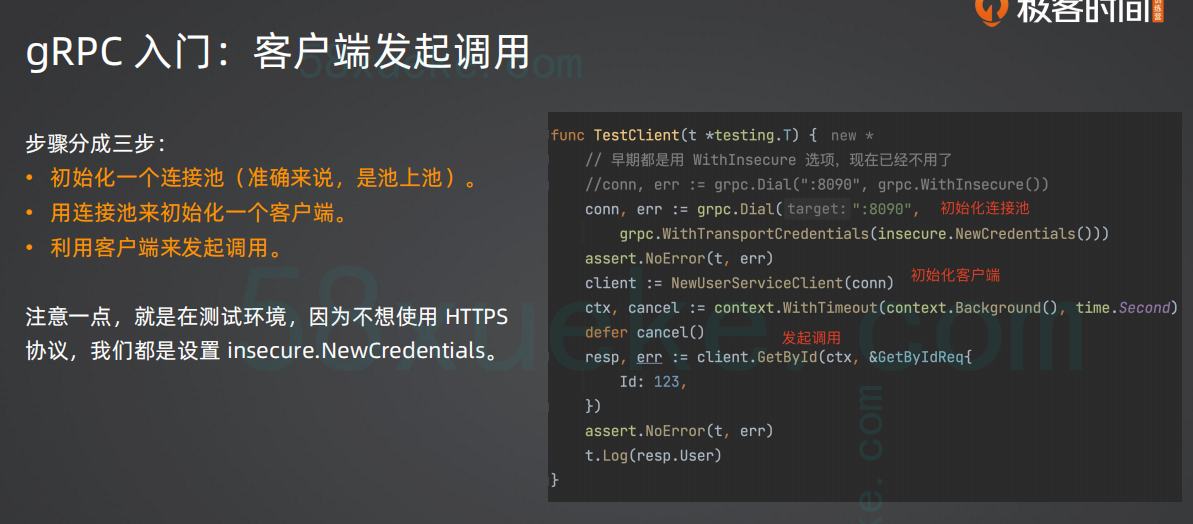 极客时间
训练营
gRPC 入门：客户端发起调用
58xueke.com
步骤分成三步：
• 初始化一个连接池（准确来说，是池上池）。
• 用连接池来初始化一个客户端。
• 利用客户端来发起调用。
注意一点，就是在测试环境，因为不想使用 HTTPS
协议，我们都是设置 insecure.NewCredentials。
func TestClient(t *testing.T) { new *
// 早期都是用 WithInsecure 选项，现在已经不用了
//conn, err := grpc.Dial(":8090", grpc.WithInsecure())
conn, err := grpc.Dial( target: ":8090", 初始化连接池
grpc.WithTransportCredentials(insecure.NewCredentials()))
assert.NoError(t, err)
client := NewUserServiceClient(conn) 初始化客户端
ctx, cancel := context.WithTimeout(context.Background(), time.Second)
defer cancel()
发起调用
resp, err := client.GetById(ctx, &GetByIdReq{
Id: 123,
})
assert.NoError(t, err)
t.Log(resp.User)
}
58xueke.com
ke.com